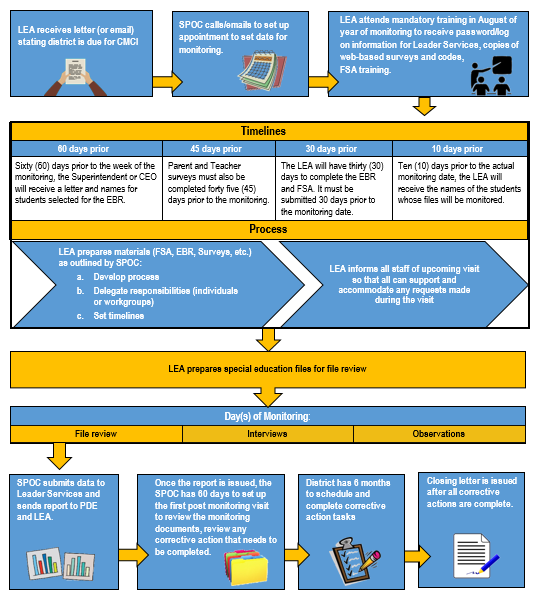 LEA receives letter (or email)
stating district is due for CMCI
SPOC calls/emails to set up
appointment to set date for
monitoring.
LEA attends mandatory training in August of
year of monitoring to receive password/log
on information for Leader Services, copies of
web-based surveys and codes,
FSA training.
Timelines
60 days prior
45 days prior
30 days prior
10 days prior
Sixty (60) days prior to the week of the
monitoring, the Superintendent or CEO
will receive a letter and names for
students selected for the EBR.
Parent and Teacher
surveys must also be
completed forty five (45)
days prior to the monitoring.
The LEA will have thirty (30)
days to complete the EBR
and FSA. It must be
submitted 30 days prior to
the monitoring date.
Ten (10) days prior to the actual
monitoring date, the LEA will
receive the names of the students
whose files will be monitored.
Process
LEA prepares materials (FSA, EBR, Surveys, etc.)
as outlined by SPOC:
a. Develop process
b. Delegate responsibilities (individuals
or workgroups)
c. Set timelines
LEA informs all staff of upcoming visit
so that all can support and
accommodate any requests made
during the visit
LEA prepares special education files for file review
Day(s) of Monitoring:
File review
Interviews
Observations
SPOC submits data to
Leader Services and
sends report to PDE
and LEA.
Once the report is issued, the
SPOC has 60 days to set up
the first post monitoring visit
to review the monitoring
documents, review any
corrective action that needs to
be completed.
District has 6 months
to schedule and
complete corrective
action tasks
Closing letter is issued
after all corrective
actions are complete.